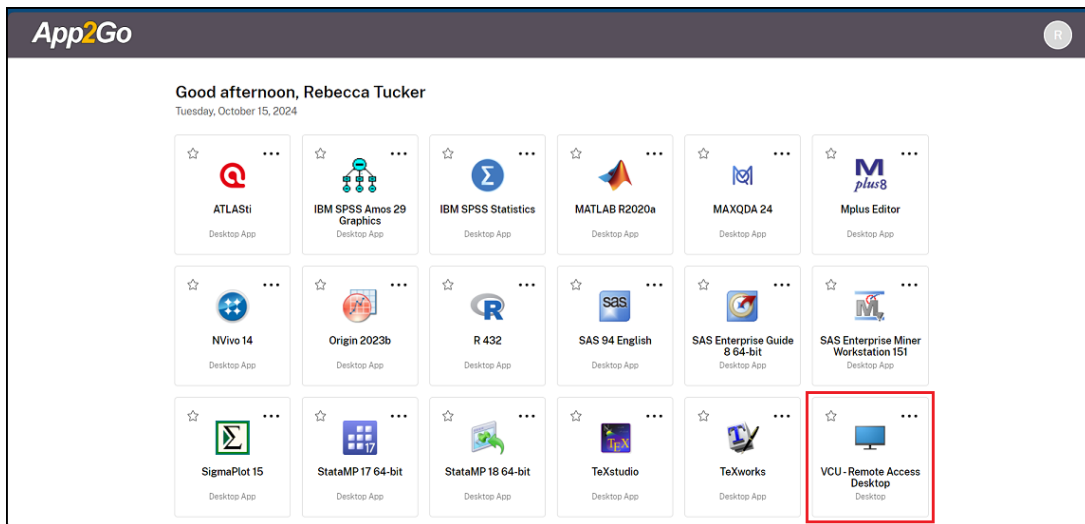 App2Go
R
Good afternoon, Rebecca Tucker
Tuesday, October 15, 2024
ATLASti
Desktop App
IBM SPSS Amos 29
Graphics
Desktop App
IBM SPSS Statistics
Desktop App
MATLAB R2020a
Desktop App
MAXQDA 24
Desktop App
M
plus8
Mplus Editor
Desktop App
NVivo 14
Desktop App
Origin 2023b
Desktop App
R
R 432
Desktop App
sas
SAS 94 English
Desktop App
SAS Enterprise Guide
8 64-bit
Desktop App
SAS Enterprise Miner
Workstation 151
Desktop App
Σ
SigmaPlot 15
Desktop App
17
StataMP 17 64-bit
Desktop App
StataMP 18 64-bit
Desktop App
TEX
TeXstudio
Desktop App
TeXworks
Desktop App
VCU - Remote Access
Desktop
Desktop